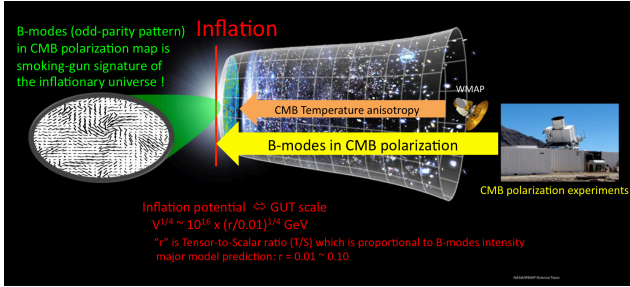 B-modes (odd-parity pattern)
in CMB polarization map is
smoking-gun signature of
the inflationary universe !
Inflation
WMAP
CMB Temperature anisotropy
B-modes in CMB polarization
CMB polarization experiments
Inflation potential ⇔ GUT scale
V^1/4 ~ 10^16 x (r/0.01)^1/4 GeV
"r" is Tensor-to-Scalar ratio (T/S) which is proportional to B-modes intensity
major model prediction: r = 0.01 ~ 0.10
NASA/WMAP Science Team